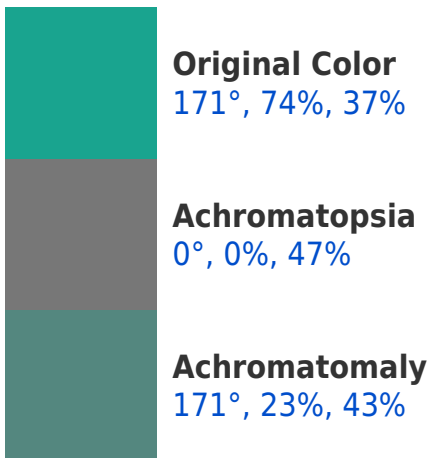 Original Color
171°, 74%, 37%
Achromatopsia
0°, 0%, 47%
Achromatomaly
171°, 23%, 43%